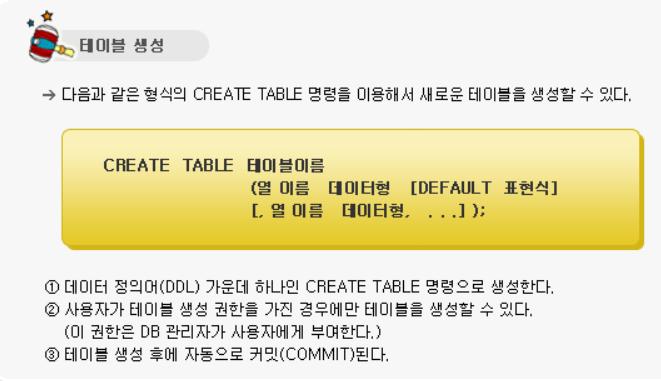 테이블 생성
→ 다음과 같은 형식의 CREATE TABLE 명령을 이용해서 새로운 테이블을 생성할 수 있다.
CREATE TABLE 테이블이름
(열 이름 데이터형 [DEFAULT 표현식]
[, 열 이름 데이터형, ...] );
① 데이터 정의어(DDL) 가운데 하나인 CREATE TABLE 명령으로 생성한다.
② 사용자가 테이블 생성 권한을 가진 경우에만 테이블을 생성할 수 있다.
(이 권한은 DB 관리자가 사용자에게 부여한다.)
③ 테이블 생성 후에 자동으로 커밋(COMMIT)된다.